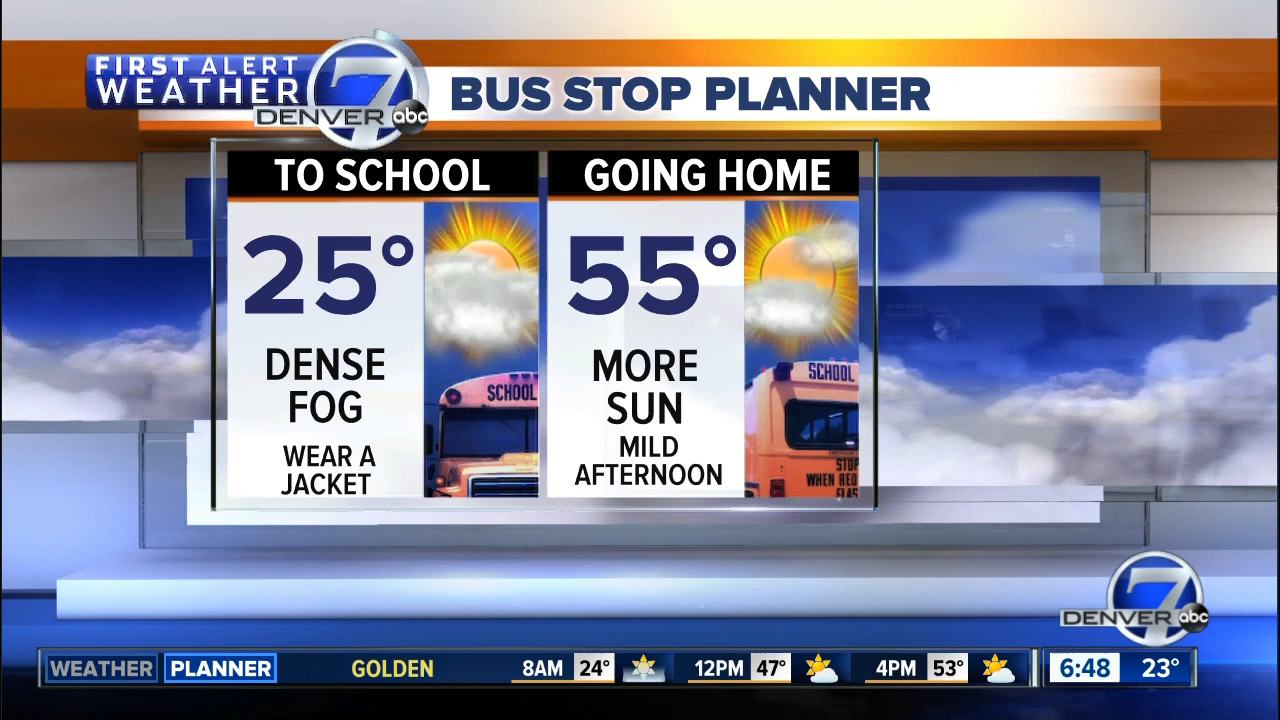 FIRST ALERT
WEATHER
7
DENVER abc
BUS STOP PLANNER
TO SCHOOL
25°
DENSE
FOG
WEAR A
JACKET
SCHOOL
GOING HOME
55°
MORE
SUN
MILD
AFTERNOON
SCHOOL
STOP
WHEN RED
7
DENVER abc
WEATHER PLANNER GOLDEN 8AM 24° 12PM 47° 4PM 53° 6:48 23°